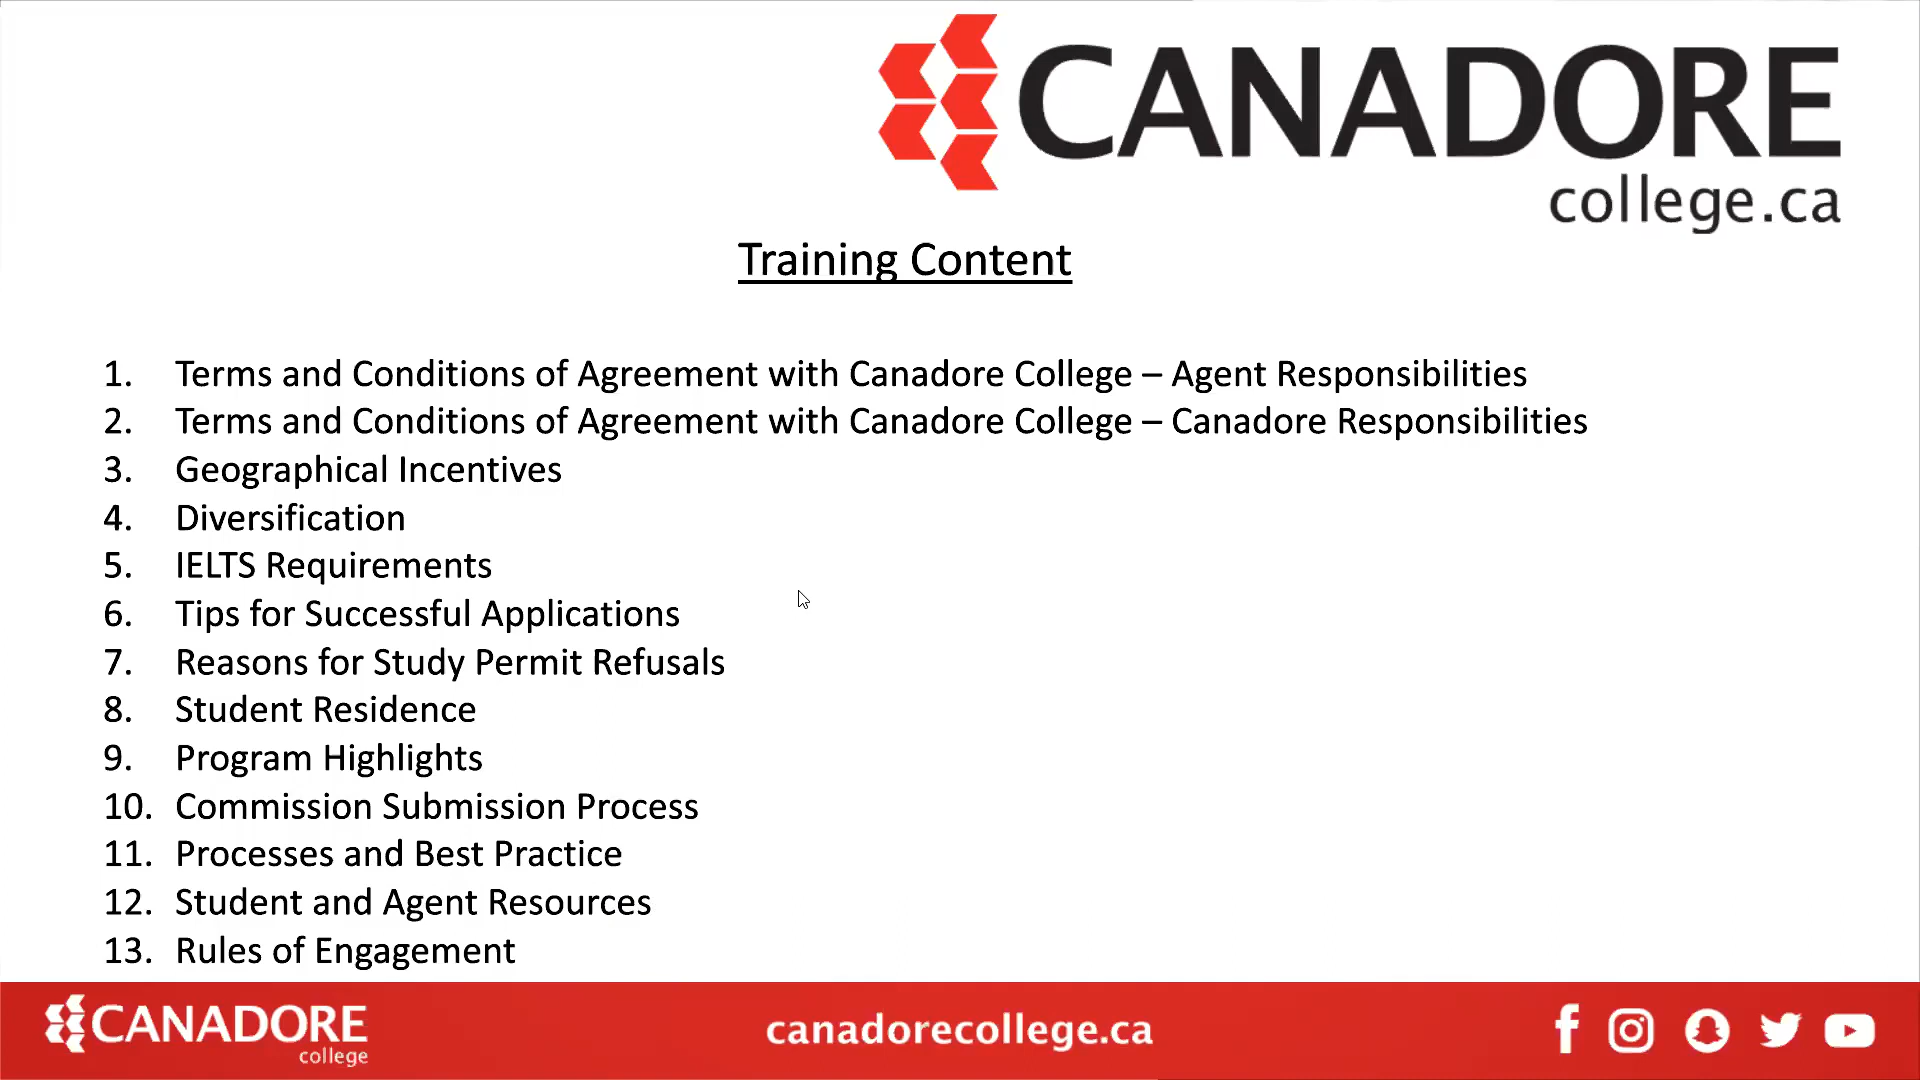 CANADORE
college.ca
Training Content
1. Terms and Conditions of Agreement with Canadore College – Agent Responsibilities
2. Terms and Conditions of Agreement with Canadore College – Canadore Responsibilities
3. Geographical Incentives
4. Diversification
5. IELTS Requirements
6. Tips for Successful Applications
7. Reasons for Study Permit Refusals
8. Student Residence
9. Program Highlights
10. Commission Submission Process
11. Processes and Best Practice
12. Student and Agent Resources
13. Rules of Engagement
CANADORE
college
canadorecollege.ca